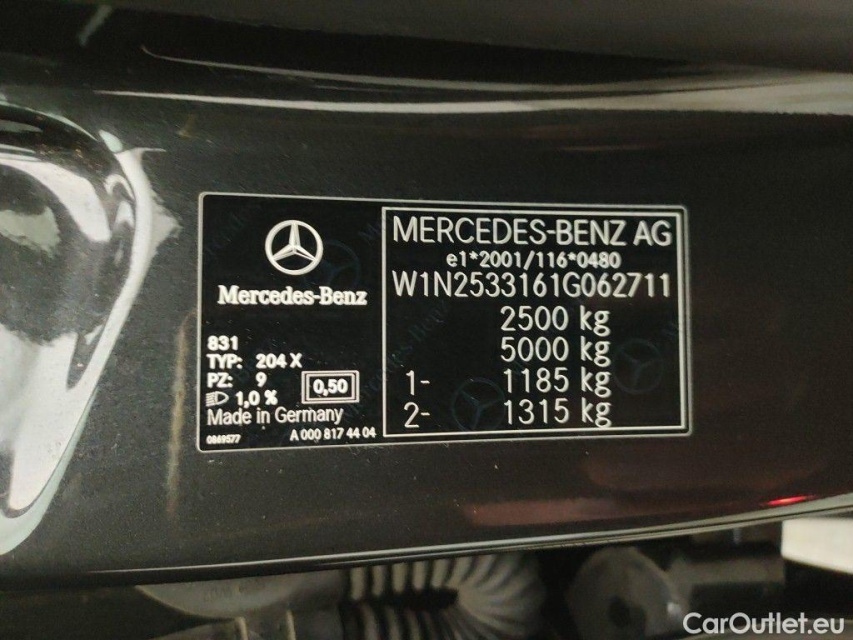 Mercedes-Benz
831
TYP: 204 X
PZ: 9
1,0 %
0,50
Made in Germany
0869577
A 000 817 44 04
MERCEDES-BENZ AG
e1*2001/116*0480
W1N2533161G062711
2500 kg
5000 kg
1- 1185 kg
2- 1315 kg
CarOutlet.eu